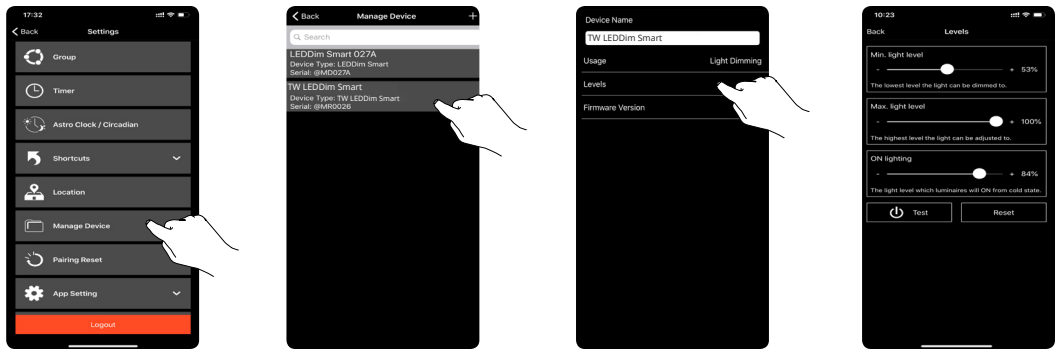 17:32
Back Settings
Group
Timer
Astro Clock / Circadian
Shortcuts
Location
Manage Device
Pairing Reset
App Setting
Logout
Back Manage Device +
Search
LEDDim Smart 027A
Device Type: LEDDim Smart
Serial: @MD027A
TW LEDDim Smart
Device Type: TW LEDDim Smart
Serial: @MR0026
Device Name
TW LEDDim Smart
Usage Light Dimming
Levels
Firmware Version
10:23
Back Levels
Min. light level
- + 53%
The lowest level the light can be dimmed to.
Max. light level
- + 100%
The highest level the light can be adjusted to.
ON lighting
- + 84%
The light level which luminaires will ON from cold state.
Test Reset